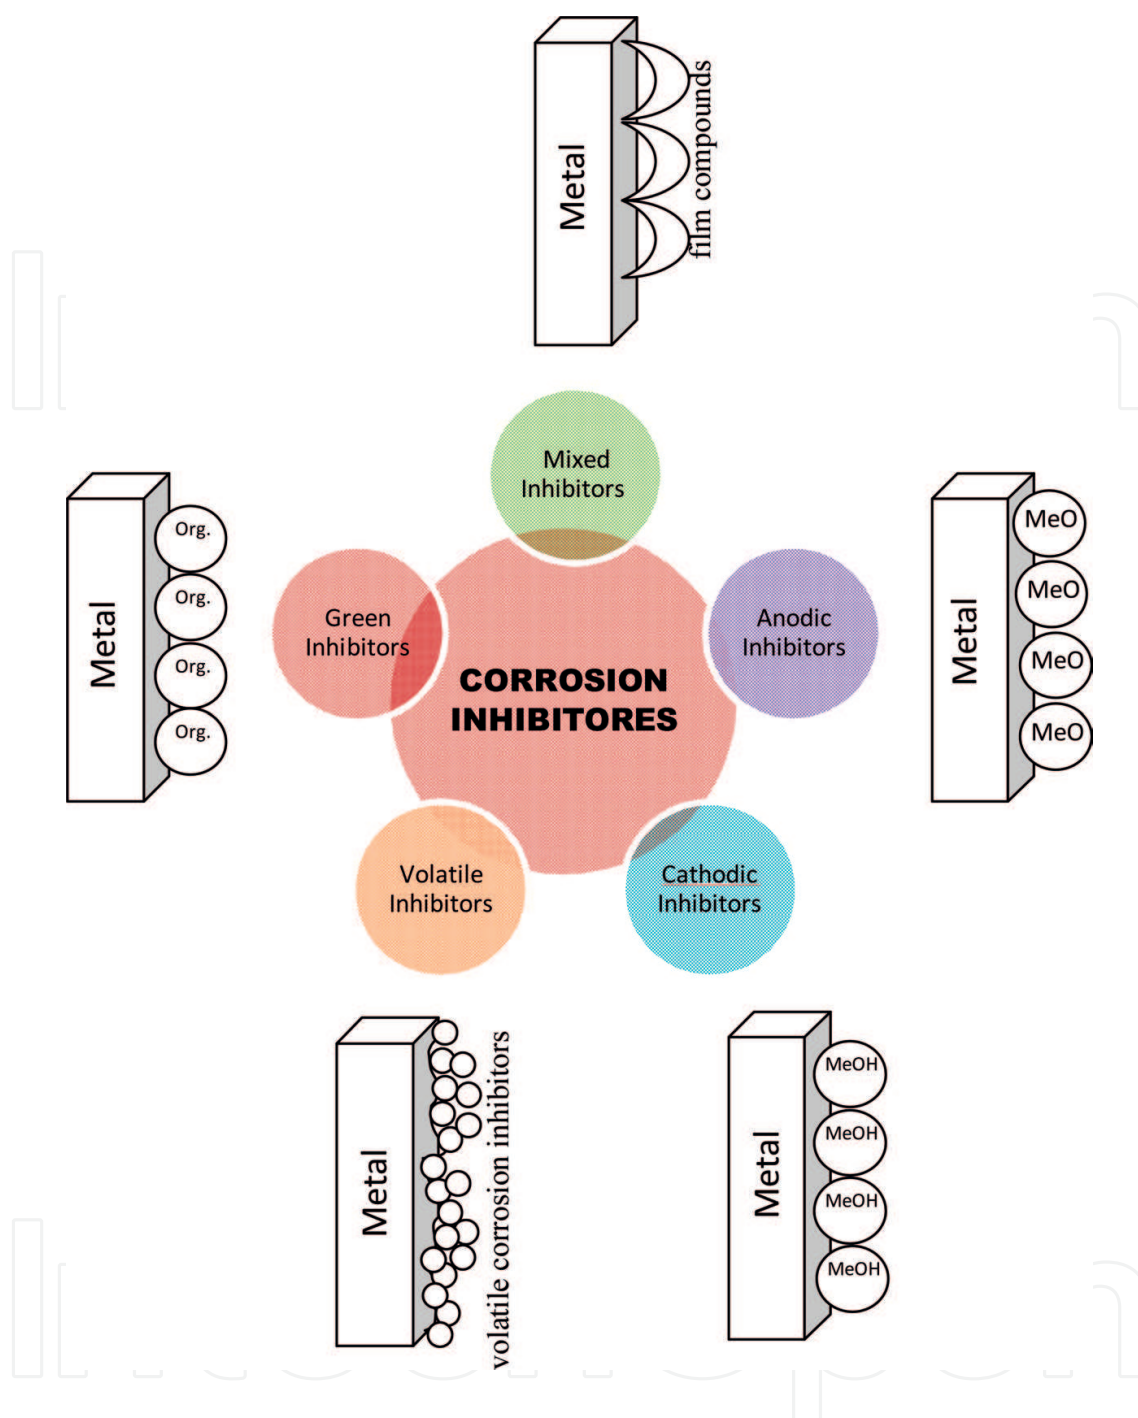 Metal
film compounds
Mixed
Inhibitors
Metal
Org.
Org.
Org.
Org.
Green
Inhibitors
CORROSION
INHIBITORES
Anodic
Inhibitors
Metal
MeO
MeO
MeO
MeO
Volatile
Inhibitors
Cathodic
Inhibitors
Metal
volatile corrosion inhibitors
Metal
MeOH
MeOH
MeOH
MeOH